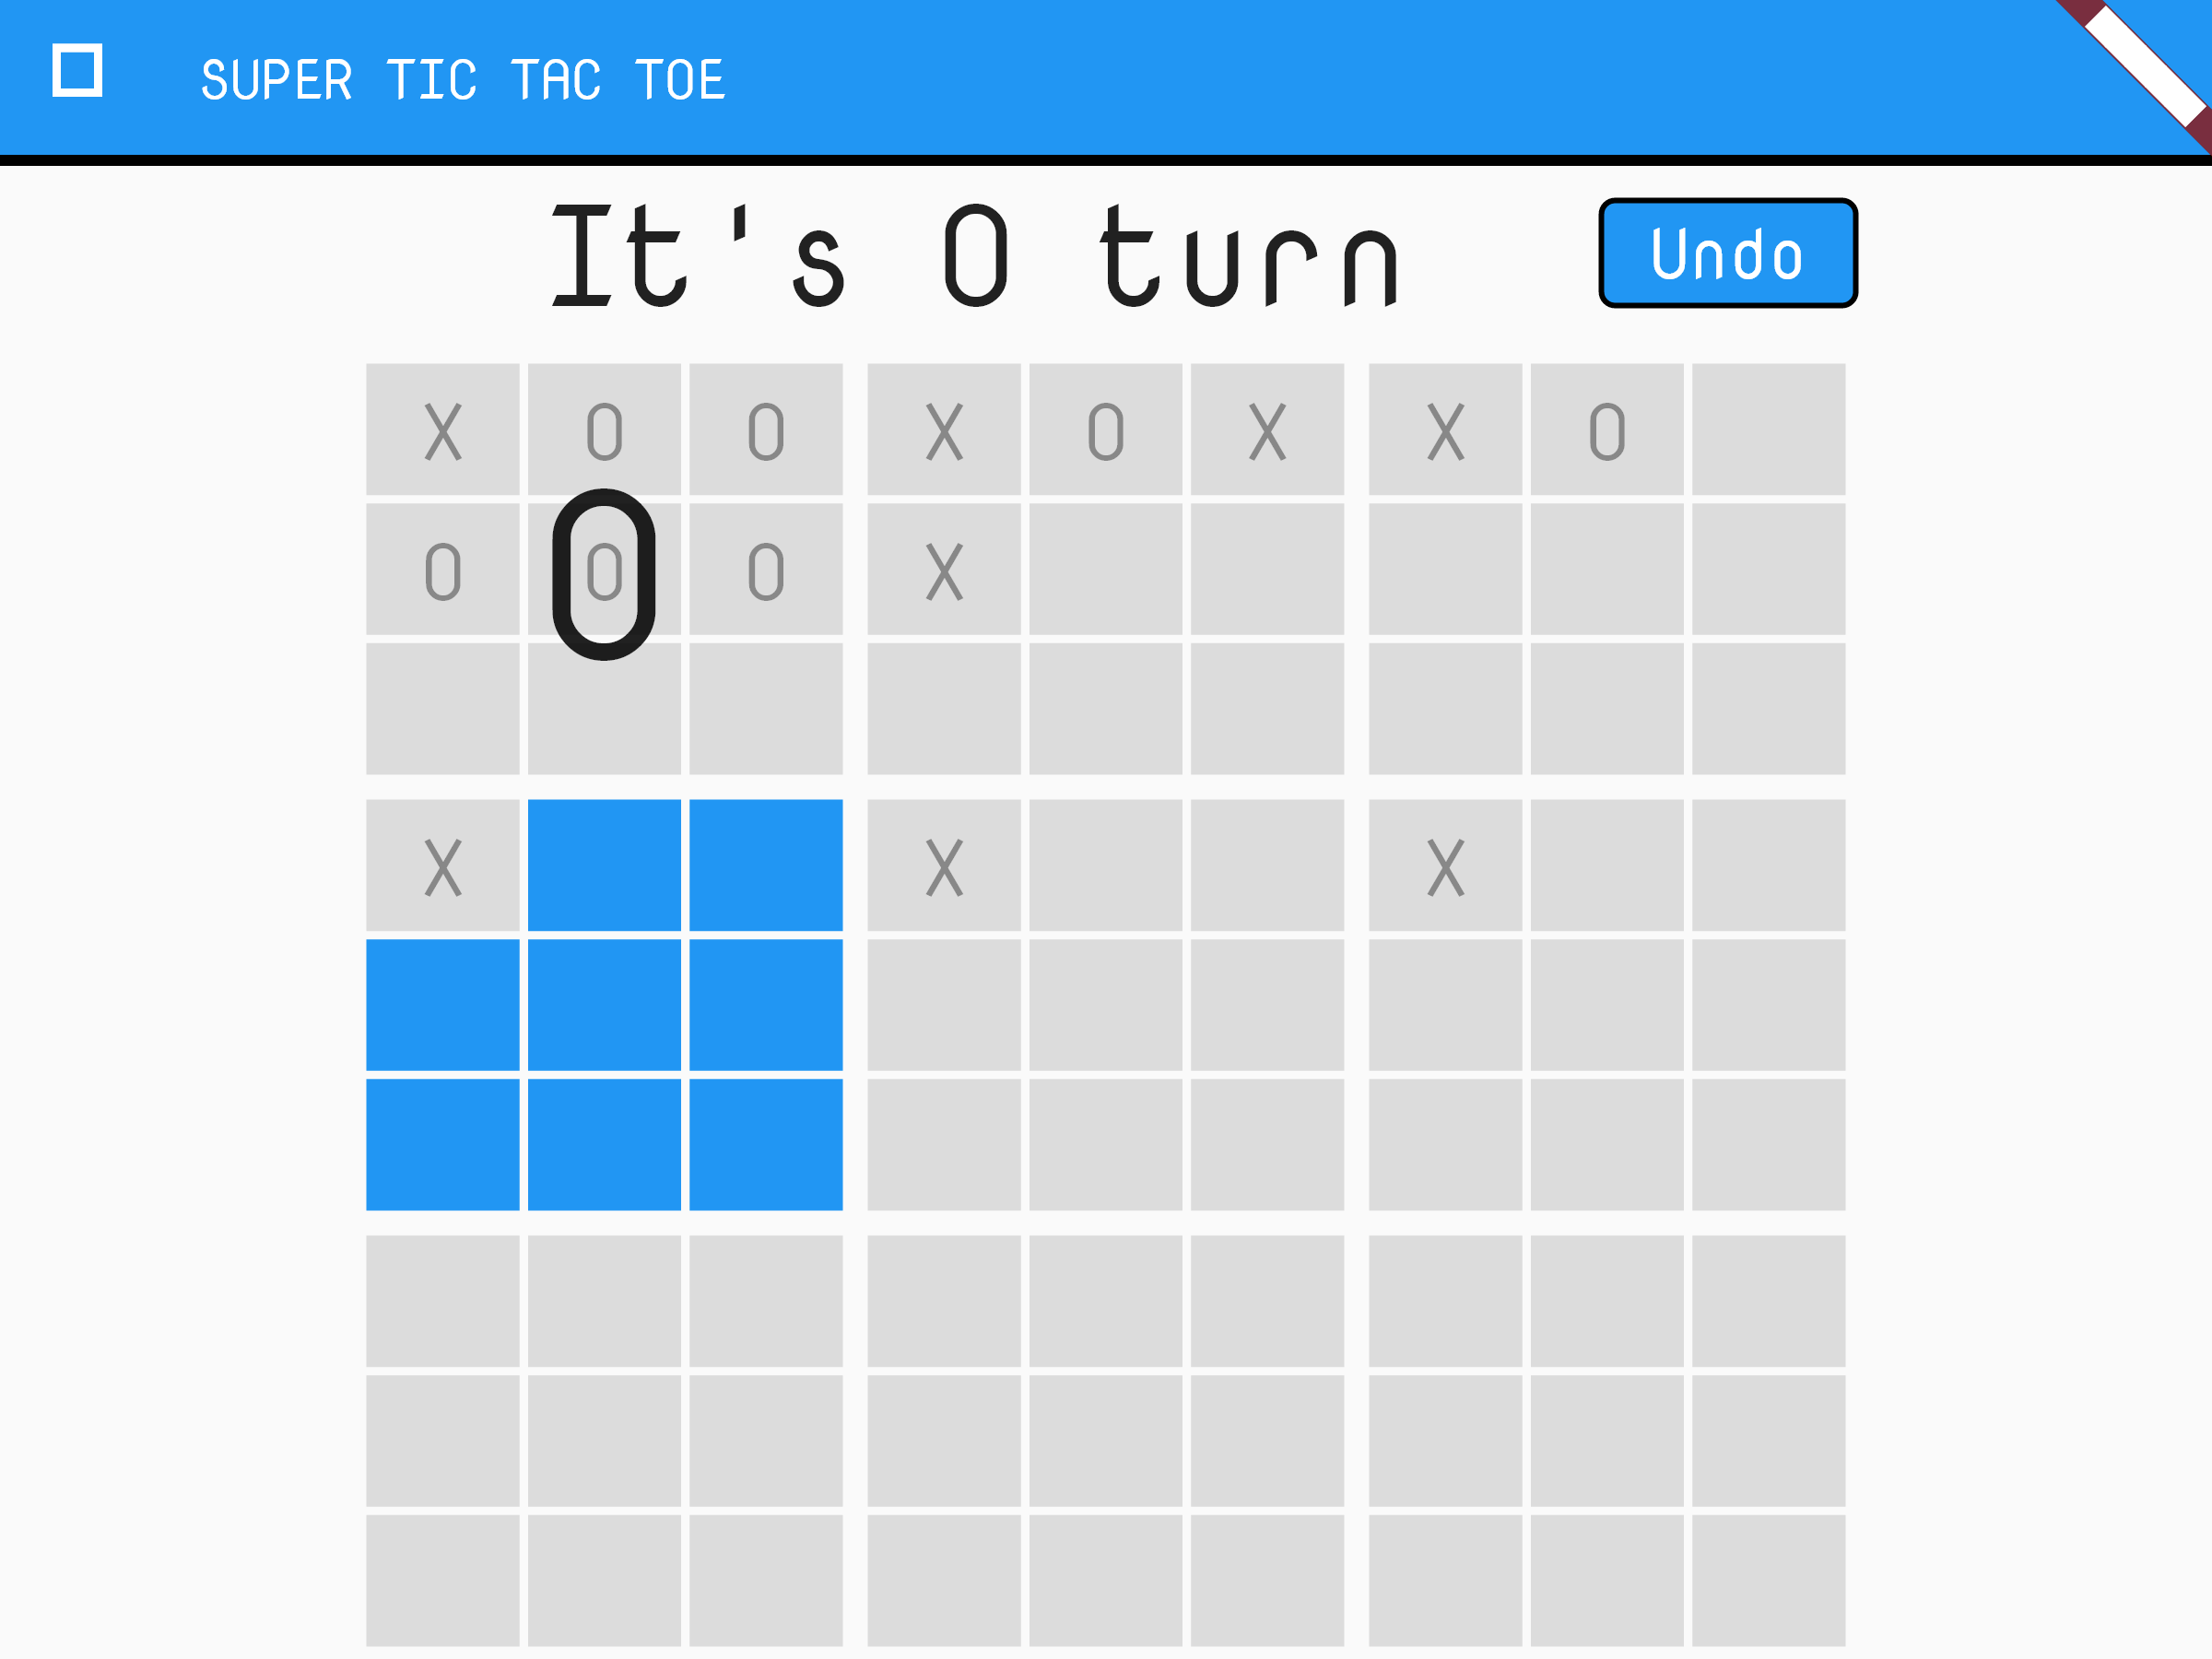 SUPER TIC TAC TOE
It's O turn
Undo
X O O X O X X O
O O O X
O
X X X